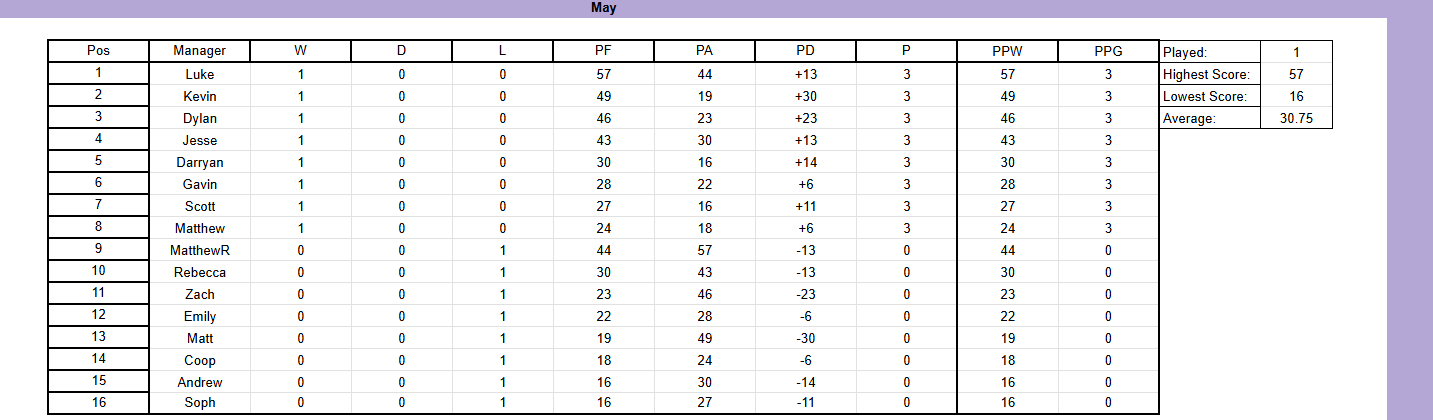 May
Pos Manager W D L PF PA PD P PPW PPG Played: 1
1 Luke 1 0 0 57 44 +13 3 57 3 Highest Score: 57
2 Kevin 1 0 0 49 19 +30 3 49 3 Lowest Score: 16
3 Dylan 1 0 0 46 23 +23 3 46 3 Average: 30.75
4 Jesse 1 0 0 43 30 +13 3 43 3
5 Darryan 1 0 0 30 16 +14 3 30 3
6 Gavin 1 0 0 28 22 +6 3 28 3
7 Scott 1 0 0 27 16 +11 3 27 3
8 Matthew 1 0 0 24 18 +6 3 24 3
9 MatthewR 0 0 1 44 57 -13 0 44 0
10 Rebecca 0 0 1 30 43 -13 0 30 0
11 Zach 0 0 1 23 46 -23 0 23 0
12 Emily 0 0 1 22 28 -6 0 22 0
13 Matt 0 0 1 19 49 -30 0 19 0
14 Coop 0 0 1 18 24 -6 0 18 0
15 Andrew 0 0 1 16 30 -14 0 16 0
16 Soph 0 0 1 16 27 -11 0 16 0